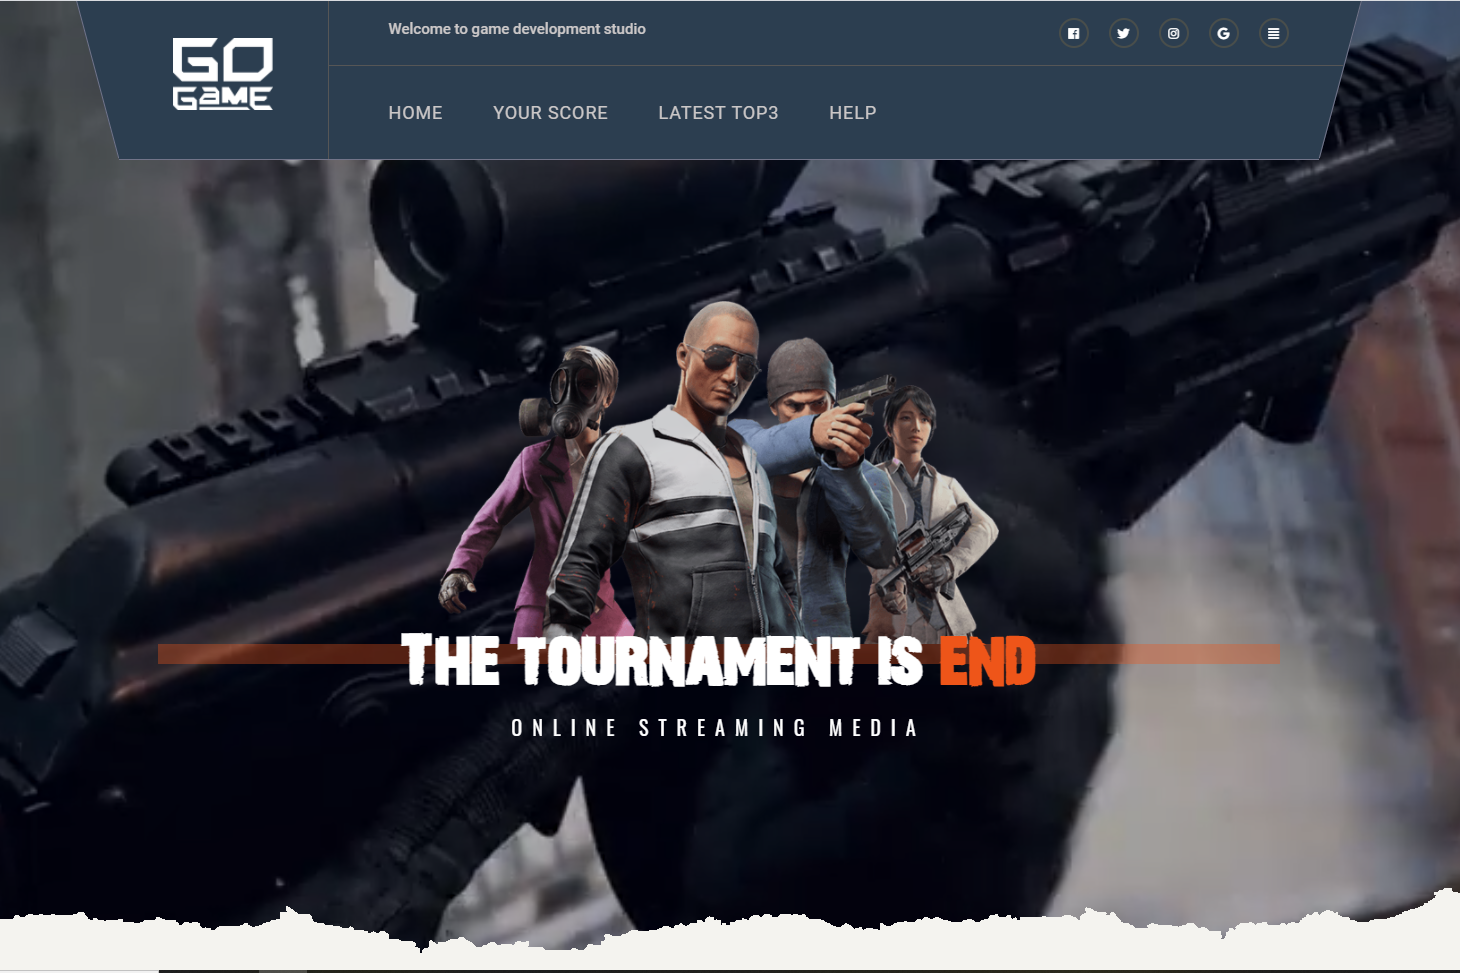 Welcome to game development studio
GO
GAME
HOME YOUR SCORE LATEST TOP3 HELP
THE TOURNAMENT IS END
ONLINE STREAMING MEDIA